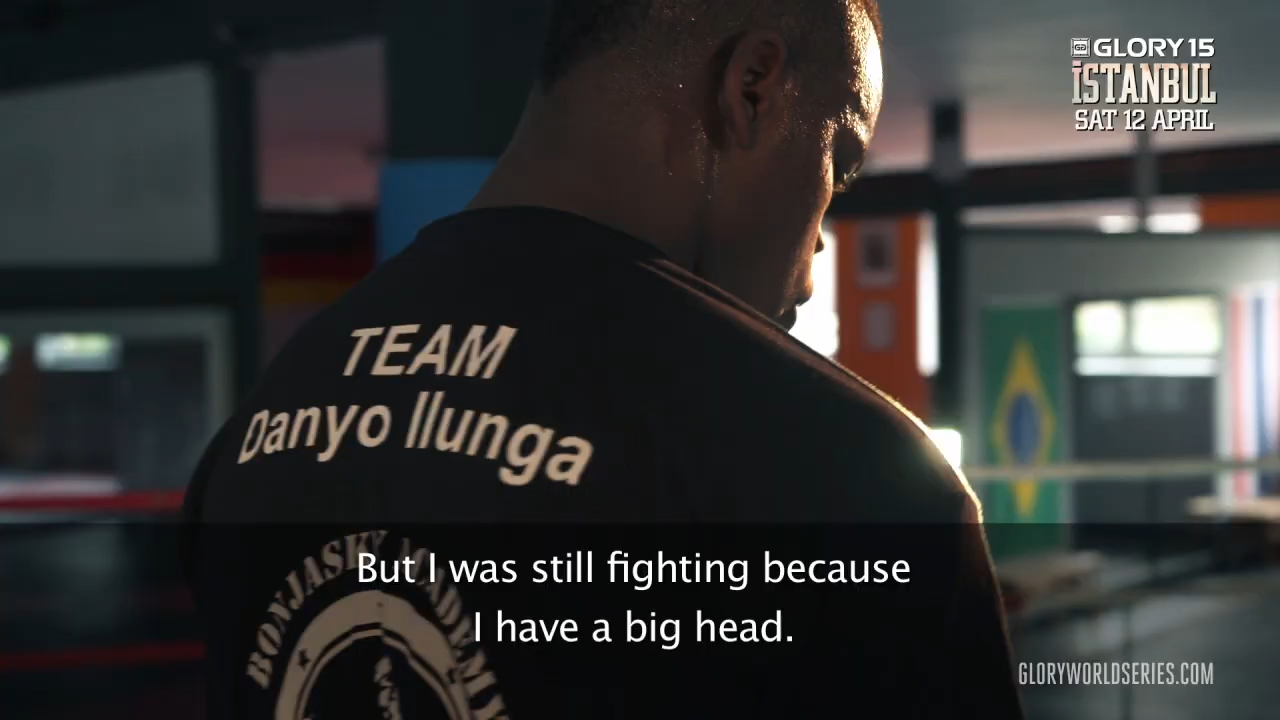 GLORY 15
İSTANBUL
SAT 12 APRIL
TEAM
Danyo Ilunga
BONJASKY ACADEMY
But I was still fighting because
I have a big head.
GLORYWORLDSERIES.COM